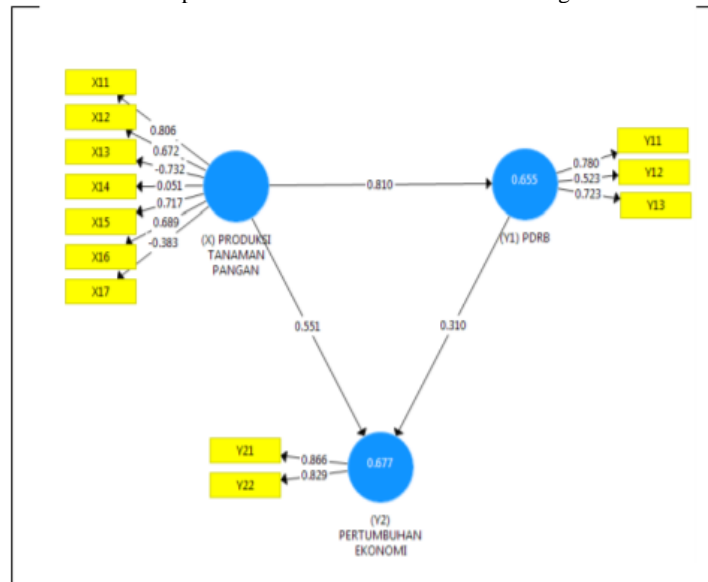 X11
X12
X13
X14
X15
X16
X17
0.806
0.672
-0.732
0.051
0.717
0.689
-0.383
(X) PRODUKSI
TANAMAN
PANGAN
0.810
0.655
(Y1) PDRB
0.780
0.523
0.723
Y11
Y12
Y13
0.551
0.310
Y21
Y22
0.866
0.829
0.677
(Y2)
PERTUMBUHAN
EKONOMI